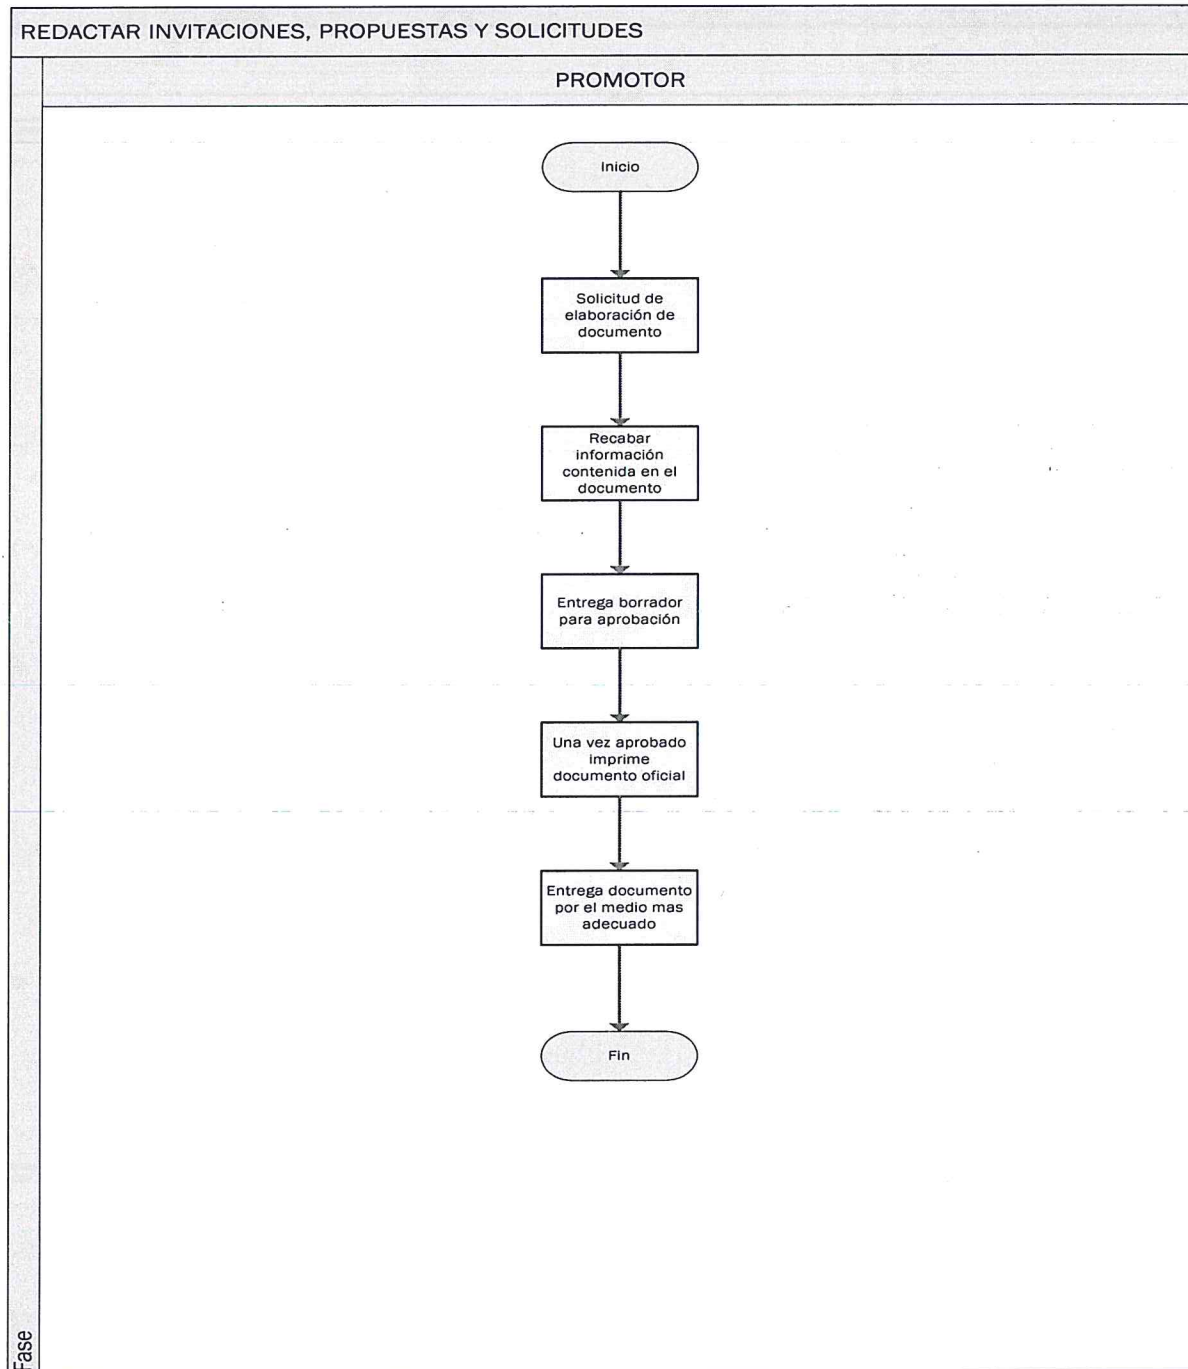 REDACTAR INVITACIONES, PROPUESTAS Y SOLICITUDES
PROMOTOR
Inicio
Solicitud de
elaboración de
documento
Recabar
información
contenida en el
documento
Entrega borrador
para aprobación
Una vez aprobado
imprime
documento oficial
Entrega documento
por el medio mas
adecuado
Fin
Fase